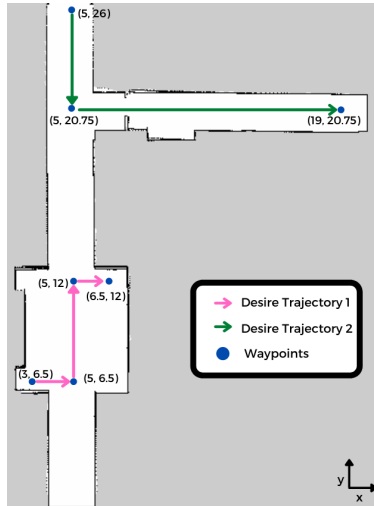 (5, 26)
(5, 20.75)
(19, 20.75)
(5, 12)
(6.5, 12)
(3, 6.5)
(5, 6.5)
Desire Trajectory 1
Desire Trajectory 2
Waypoints
y
x